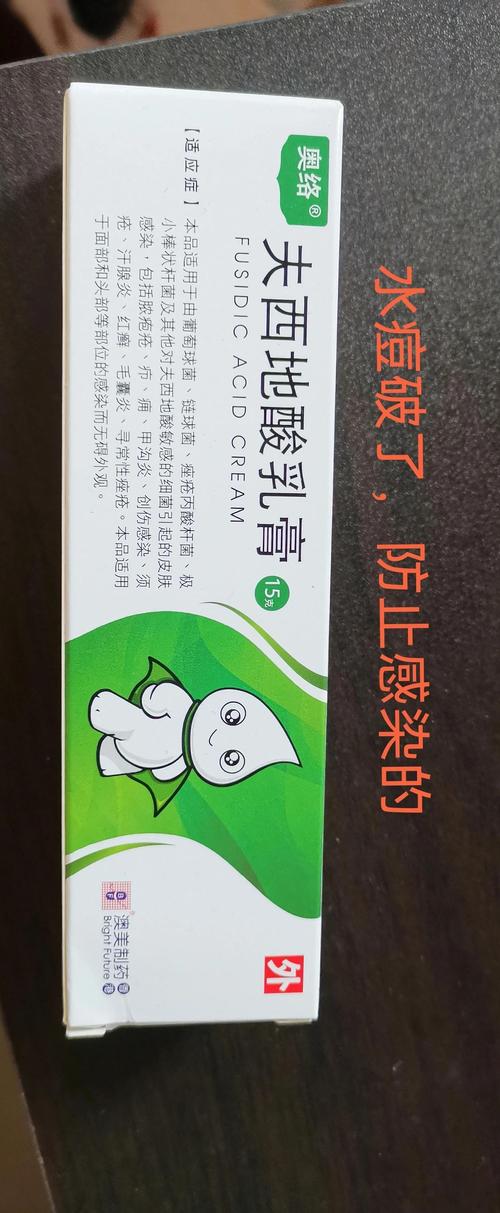 奥络®
夫西地酸乳膏 15克
FUSIDIC ACID CREAM
【适应症】本品适用于由葡萄球菌、链球菌、痤疮丙酸杆菌、极
小棒状杆菌及其他对夫西地酸敏感的细菌引起的皮肤
感染，包括脓疱疮、疖、痈、甲沟炎、创伤感染、须
疮、汗腺炎、红癣、毛囊炎、寻常性痤疮。本品适用
于面部和头部等部位的感染而无碍外观。
澳美制药
Bright Future
外
水痘破了，防止感染的